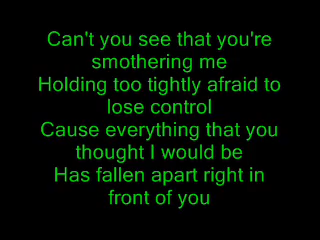 Can't you see that you're
smothering me
Holding too tightly afraid to
lose control
Cause everything that you
thought I would be
Has fallen apart right in
front of you